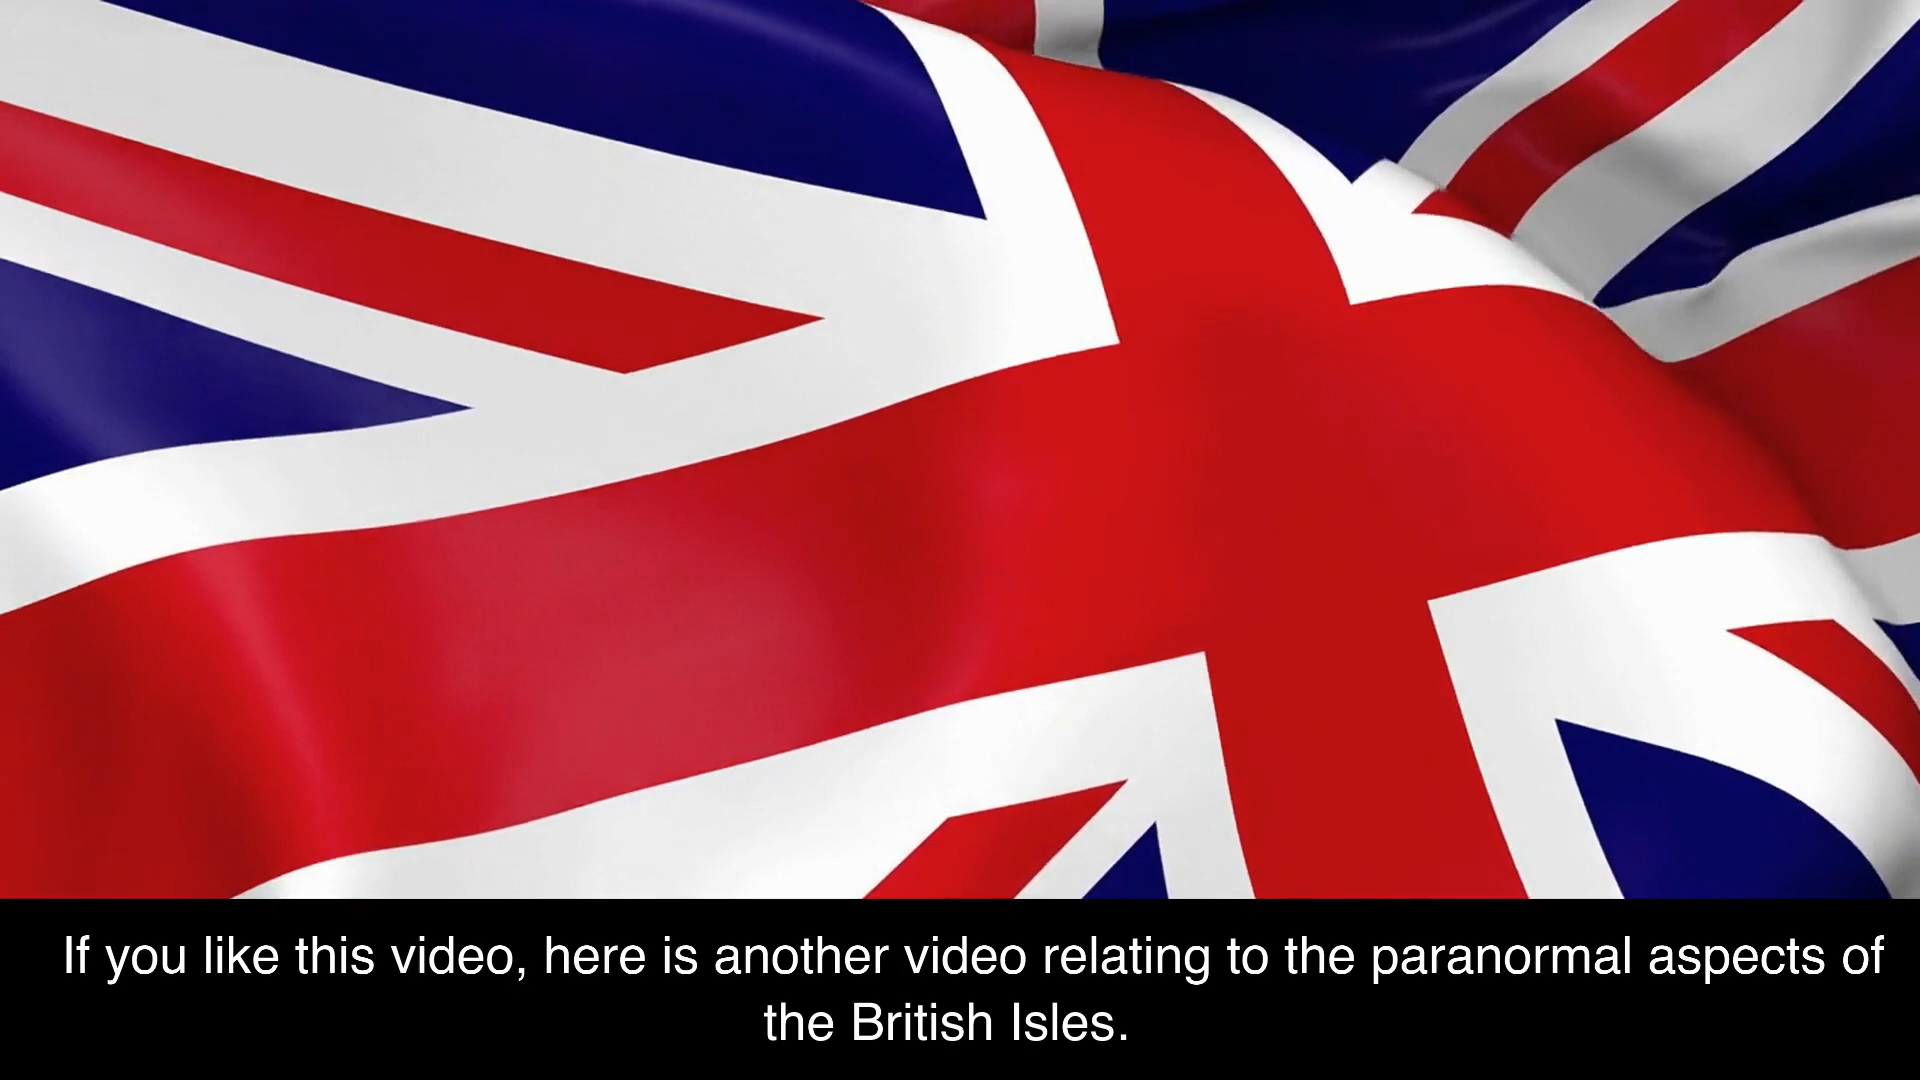 If you like this video, here is another video relating to the paranormal aspects of
the British Isles.